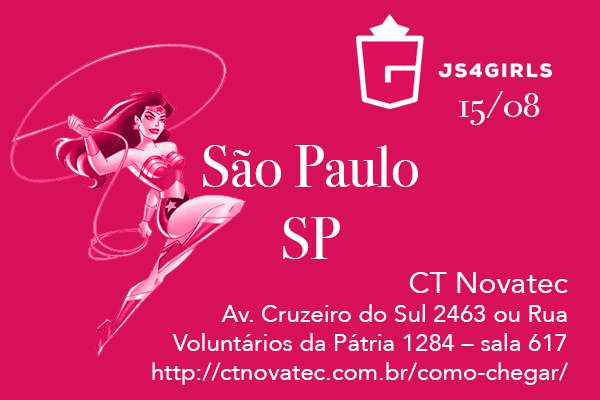 JS4GIRLS
15/08
São Paulo
SP
CT Novatec
Av. Cruzeiro do Sul 2463 ou Rua
Voluntários da Pátria 1284 – sala 617
http://ctnovatec.com.br/como-chegar/